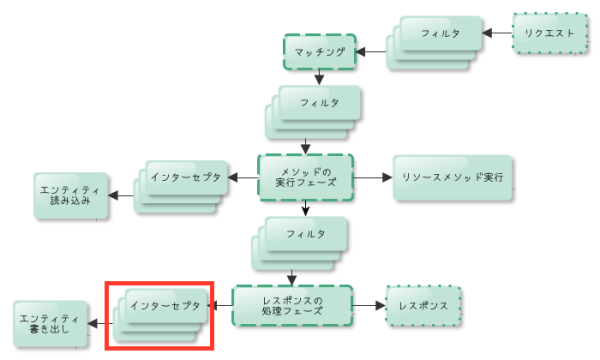 リクエスト
フィルタ
マッチング
フィルタ
メソッドの
実行フェーズ
インターセプタ
エンティティ
読み込み
リソースメソッド実行
フィルタ
レスポンスの
処理フェーズ
レスポンス
インターセプタ
エンティティ
書き出し